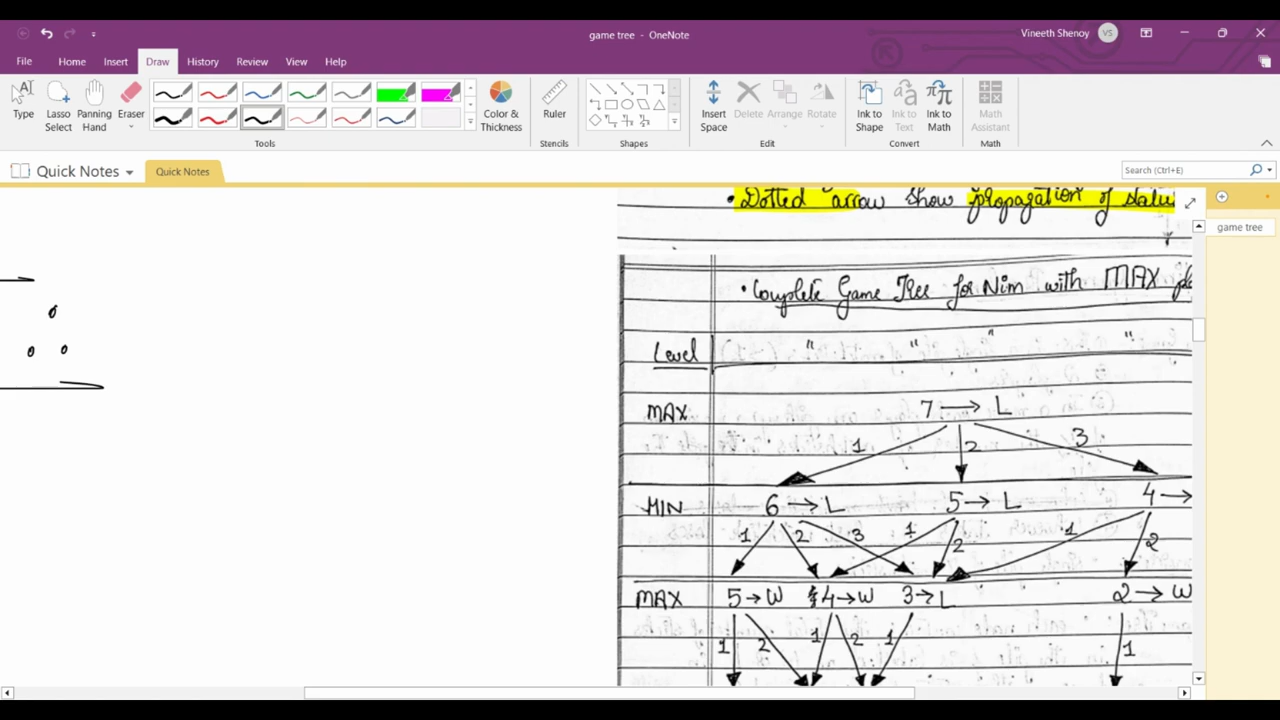 game tree - OneNote
Vineeth Shenoy VS
File Home Insert Draw History Review View Help
Type Lasso Select Panning Hand Eraser Color & Thickness Ruler Insert Space Delete Arrange Rotate Ink to Shape Ink to Text Ink to Math Math Assistant
Tools Stencils Shapes Edit Convert Math
Quick Notes Quick Notes Search (Ctrl+E)
• Dotted arrow show propagation of
game tree
• Complete Game Tree for Nim with MAX
Level " " " "
MAX 7 → L
1 2 3
MIN 6 → L 5 → L 4 →
1 2 3 1 2 1 2
MAX 5 → W 4 → W 3 → L 2 → W
1 2 1 2 1 1